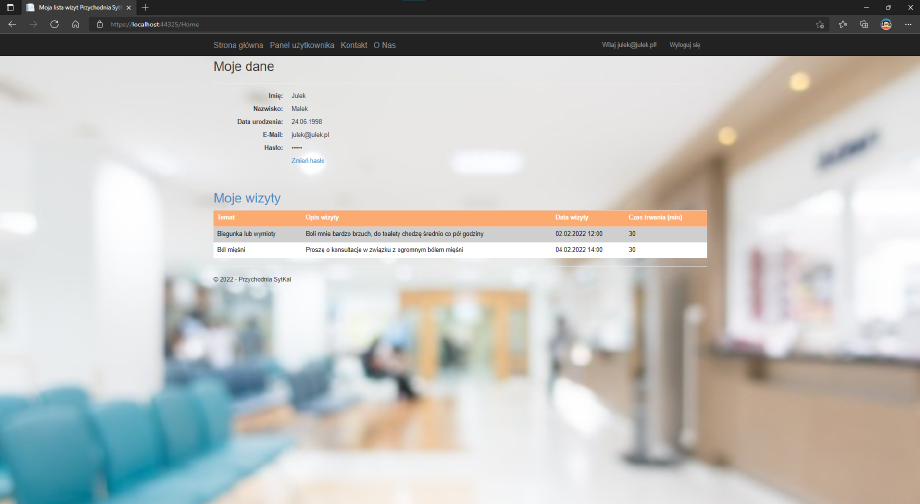 Moja lista wizyt Przychodnia SytK
https://localhost:44325/Home
Strona główna Panel użytkownika Kontakt O Nas Witaj julek@julek.pl! Wyloguj się
Moje dane
Imię: Julek
Nazwisko: Malek
Data urodzenia: 24.06.1998
E-Mail: julek@julek.pl
Hasło: •••••
Zmień hasło
Moje wizyty
Temat Opis wizyty Data wizyty Czas trwania (min)
Biegunka lub wymioty Boli mnie bardzo brzuch, do toalety chodzę średnio co pół godziny 02.02.2022 12:00 30
Ból mięśni Proszę o konsultacje w związku z ogromnym bólem mięśni 04.02.2022 14:00 30
© 2022 - Przychodnia SytKal